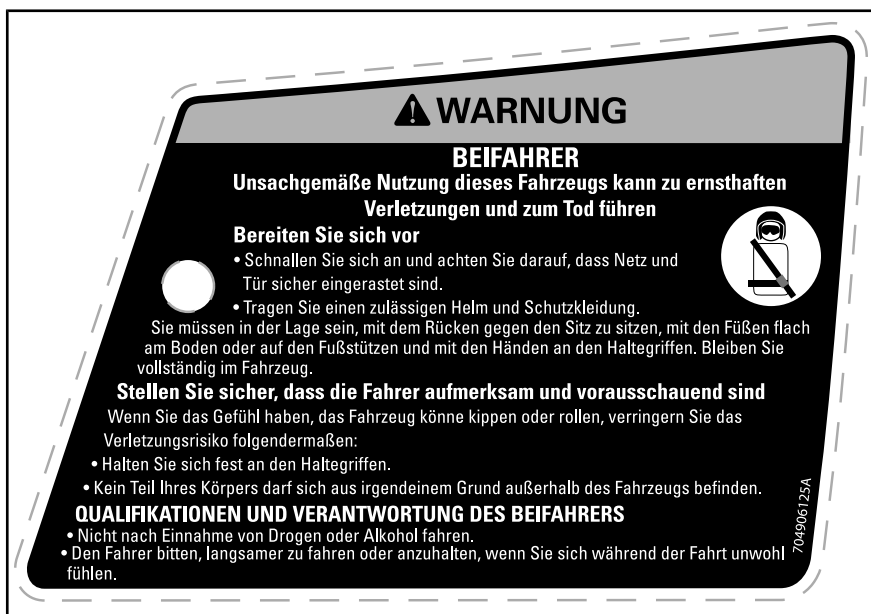 WARNUNG
BEIFAHRER
Unsachgemäße Nutzung dieses Fahrzeugs kann zu ernsthaften
Verletzungen und zum Tod führen
Bereiten Sie sich vor
• Schnallen Sie sich an und achten Sie darauf, dass Netz und
Tür sicher eingerastet sind.
• Tragen Sie einen zulässigen Helm und Schutzkleidung.
Sie müssen in der Lage sein, mit dem Rücken gegen den Sitz zu sitzen, mit den Füßen flach
am Boden oder auf den Fußstützen und mit den Händen an den Haltegriffen. Bleiben Sie
vollständig im Fahrzeug.
Stellen Sie sicher, dass die Fahrer aufmerksam und vorausschauend sind
Wenn Sie das Gefühl haben, das Fahrzeug könne kippen oder rollen, verringern Sie das
Verletzungsrisiko folgendermaßen:
• Halten Sie sich fest an den Haltegriffen.
• Kein Teil Ihres Körpers darf sich aus irgendeinem Grund außerhalb des Fahrzeugs befinden.
QUALIFIKATIONEN UND VERANTWORTUNG DES BEIFAHRERS
• Nicht nach Einnahme von Drogen oder Alkohol fahren.
• Den Fahrer bitten, langsamer zu fahren oder anzuhalten, wenn Sie sich während der Fahrt unwohl
fühlen.
704906125A